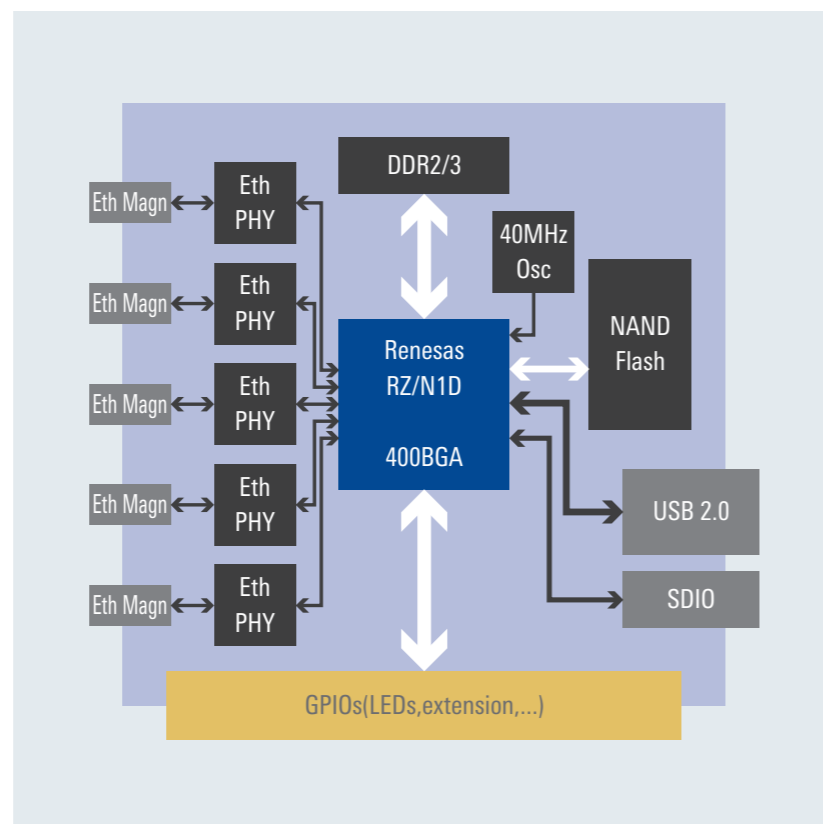 DDR2/3
Eth Magn
Eth
PHY
40MHz
Osc
Eth Magn
Eth
PHY
NAND
Flash
Renesas
RZ/N1D
400BGA
Eth Magn
Eth
PHY
Eth Magn
Eth
PHY
USB 2.0
Eth Magn
Eth
PHY
SDIO
GPIOs(LEDs,extension,...)